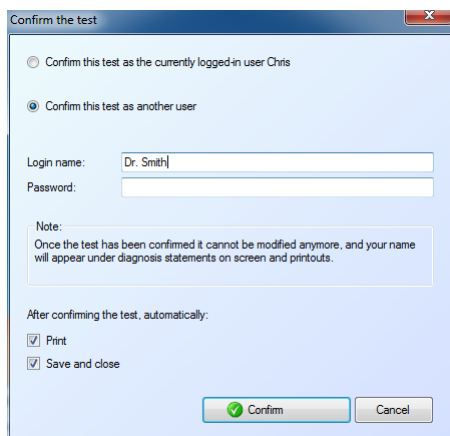 Confirm the test
Confirm this test as the currently logged-in user Chris
Confirm this test as another user
Login name: Dr. Smith
Password:
Note:
Once the test has been confirmed it cannot be modified anymore, and your name
will appear under diagnosis statements on screen and printouts.
After confirming the test, automatically:
Print
Save and close
Confirm Cancel